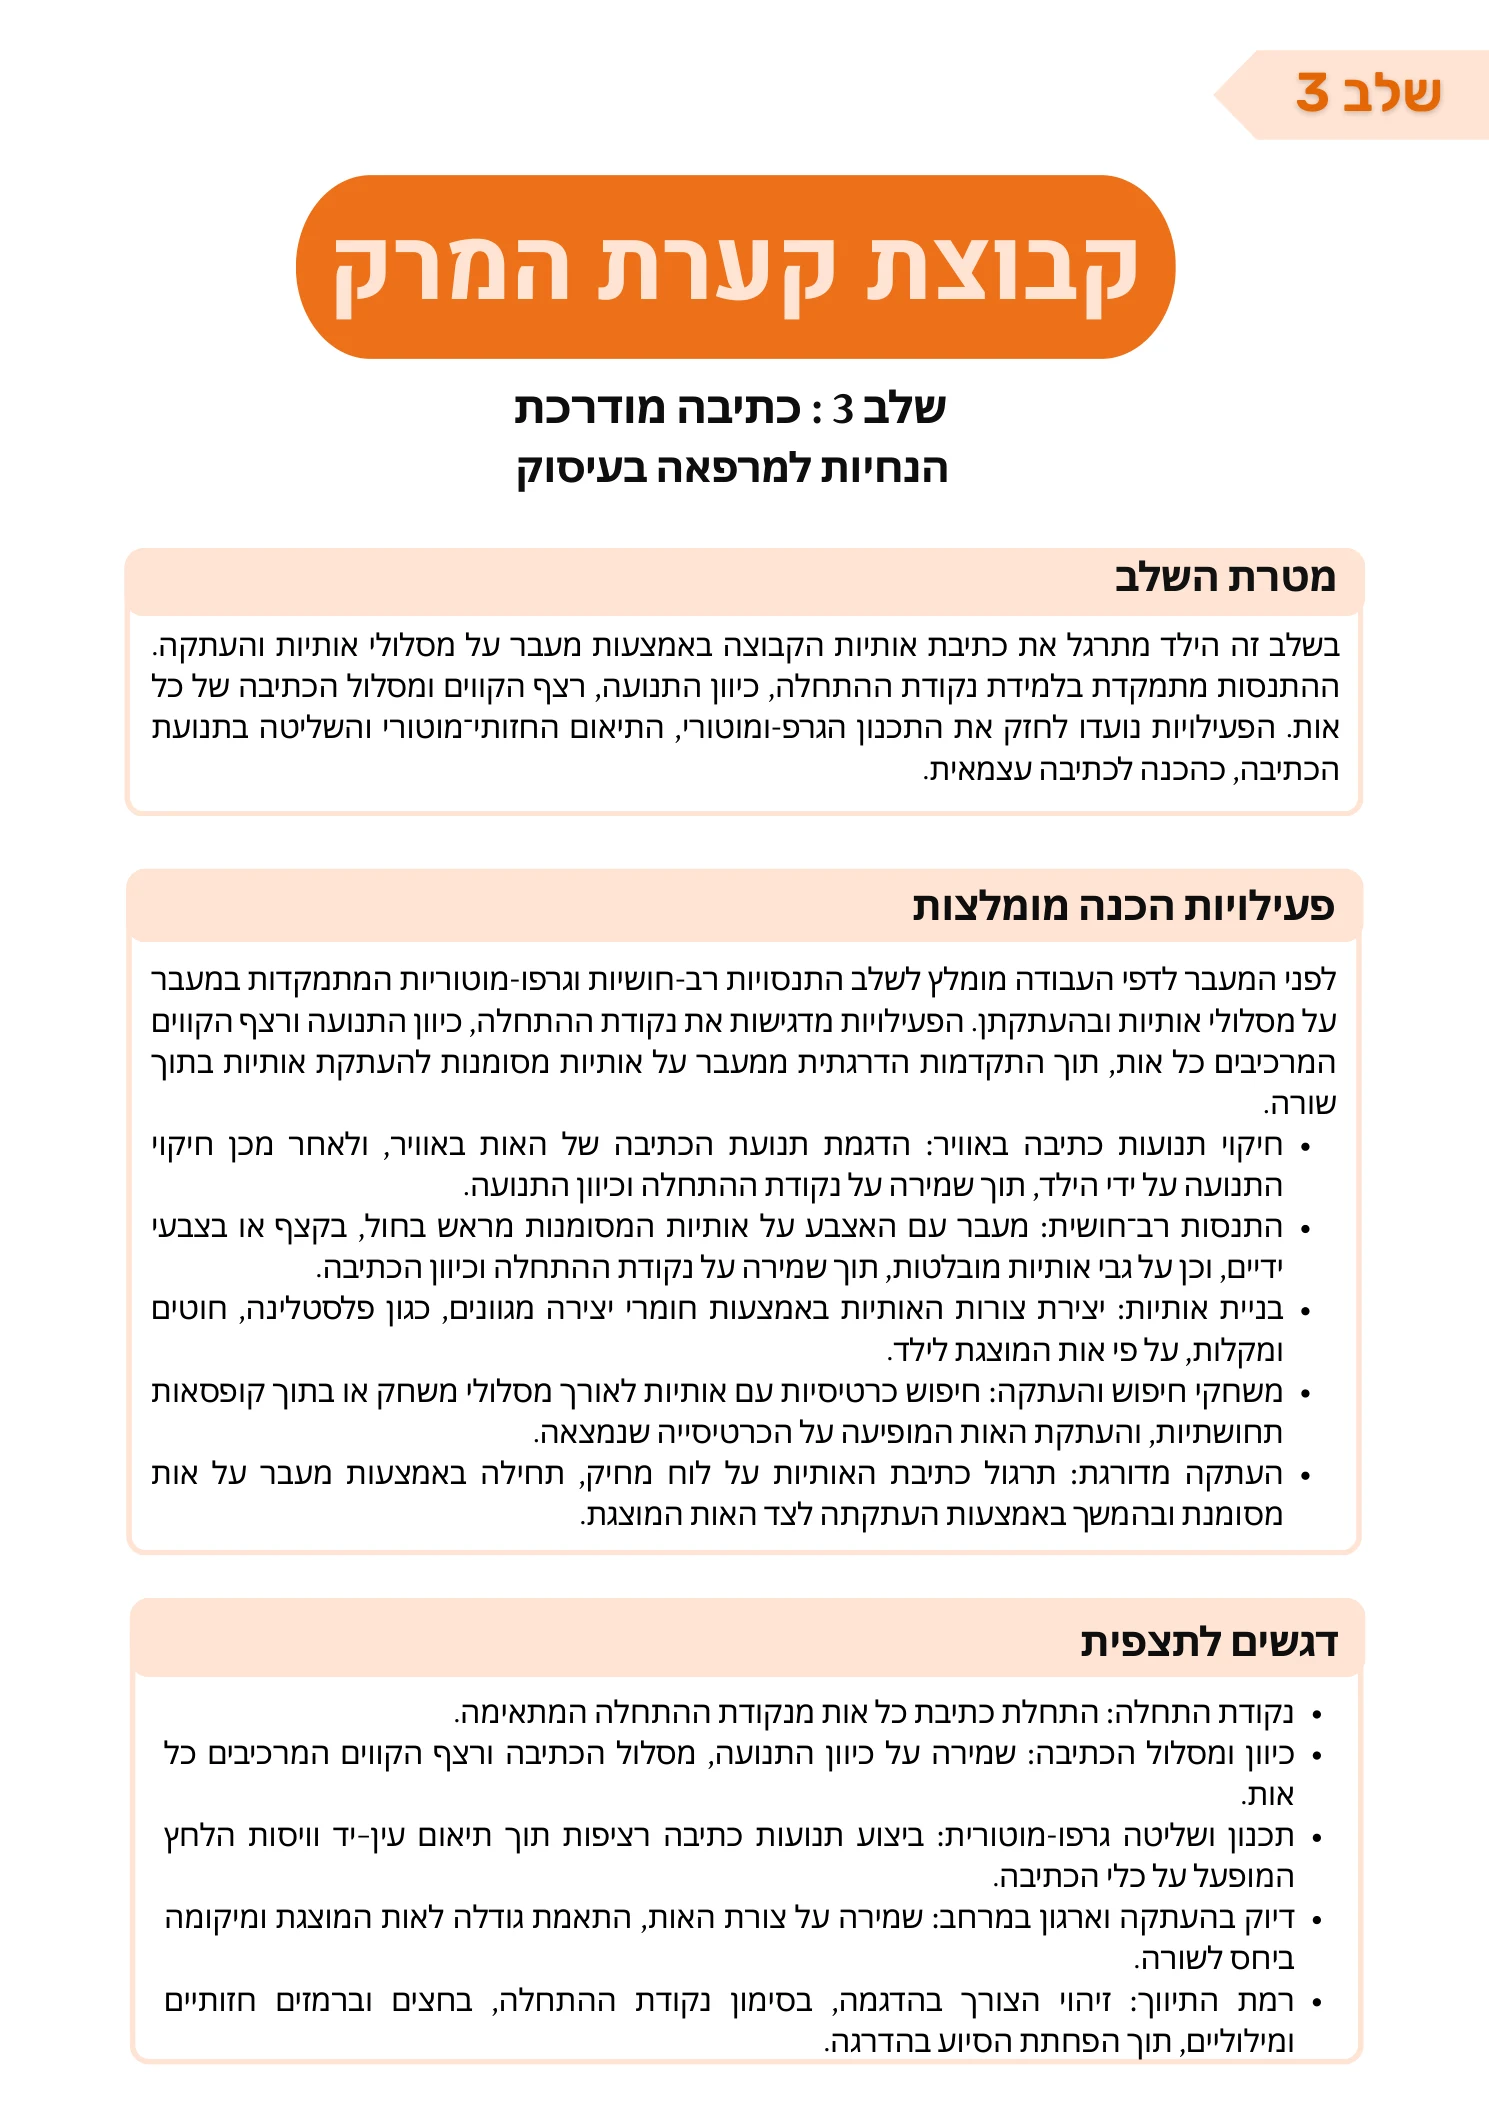 שלב 3
קבוצת קערת המרק
שלב 3 : כתיבה מודרכת
הנחיות למרפאה בעיסוק
מטרת השלב
בשלב זה הילד מתרגל את כתיבת אותיות הקבוצה באמצעות מעבר על מסלולי אותיות והעתקה.
ההתנסות מתמקדת בלמידת נקודת ההתחלה, כיוון התנועה, רצף הקווים ומסלול הכתיבה של כל
אות. הפעילויות נועדו לחזק את התכנון הגרפ-ומוטורי, התיאום החזותי־מוטורי והשליטה בתנועת
הכתיבה, כהכנה לכתיבה עצמאית.
פעילויות הכנה מומלצות
לפני המעבר לדפי העבודה מומלץ לשלב התנסויות רב-חושיות וגרפו-מוטוריות המתמקדות במעבר
על מסלולי אותיות ובהעתקתן. הפעילויות מדגישות את נקודת ההתחלה, כיוון התנועה ורצף הקווים
המרכיבים כל אות, תוך התקדמות הדרגתית ממעבר על אותיות מסומנות להעתקת אותיות בתוך
שורה.
• חיקוי תנועות כתיבה באוויר: הדגמת תנועת הכתיבה של האות באוויר, ולאחר מכן חיקוי
התנועה על ידי הילד, תוך שמירה על נקודת ההתחלה וכיוון התנועה.
• התנסות רב־חושית: מעבר עם האצבע על אותיות המסומנות מראש בחול, בקצף או בצבעי
ידיים, וכן על גבי אותיות מובלטות, תוך שמירה על נקודת ההתחלה וכיוון הכתיבה.
• בניית אותיות: יצירת צורות האותיות באמצעות חומרי יצירה מגוונים, כגון פלסטלינה, חוטים
ומקלות, על פי אות המוצגת לילד.
• משחקי חיפוש והעתקה: חיפוש כרטיסיות עם אותיות לאורך מסלולי משחק או בתוך קופסאות
תחושתיות, והעתקת האות המופיעה על הכרטיסייה שנמצאה.
• העתקה מדורגת: תרגול כתיבת האותיות על לוח מחיק, תחילה באמצעות מעבר על אות
מסומנת ובהמשך באמצעות העתקתה לצד האות המוצגת.
דגשים לתצפית
• נקודת התחלה: התחלת כתיבת כל אות מנקודת ההתחלה המתאימה.
• כיוון ומסלול הכתיבה: שמירה על כיוון התנועה, מסלול הכתיבה ורצף הקווים המרכיבים כל
אות.
• תכנון ושליטה גרפו-מוטורית: ביצוע תנועות כתיבה רציפות תוך תיאום עין-יד וויסות הלחץ
המופעל על כלי הכתיבה.
• דיוק בהעתקה וארגון במרחב: שמירה על צורת האות, התאמת גודלה לאות המוצגת ומיקומה
ביחס לשורה.
• רמת התיווך: זיהוי הצורך בהדגמה, בסימון נקודת ההתחלה, בחצים וברמזים חזותיים
ומילוליים, תוך הפחתת הסיוע בהדרגה.